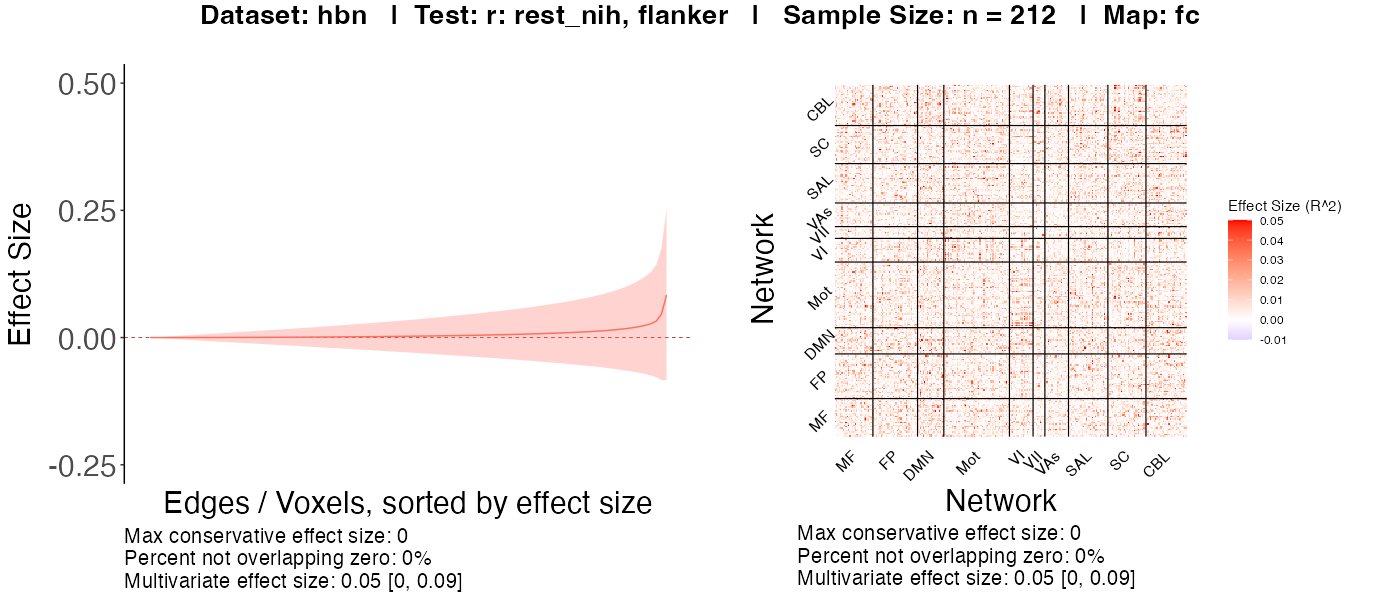 Dataset: hbn | Test: r: rest_nih, flanker | Sample Size: n = 212 | Map: fc
0.50
0.25
0.00
-0.25
Effect Size
Edges / Voxels, sorted by effect size
Max conservative effect size: 0
Percent not overlapping zero: 0%
Multivariate effect size: 0.05 [0, 0.09]
Network
CBL
SC
SAL
VAs
VII
VI
Mot
DMN
FP
MF
MF
FP
DMN
Mot
VI
VII
VAs
SAL
SC
CBL
Network
Max conservative effect size: 0
Percent not overlapping zero: 0%
Multivariate effect size: 0.05 [0, 0.09]
Effect Size (R^2)
0.05
0.04
0.03
0.02
0.01
0.00
-0.01